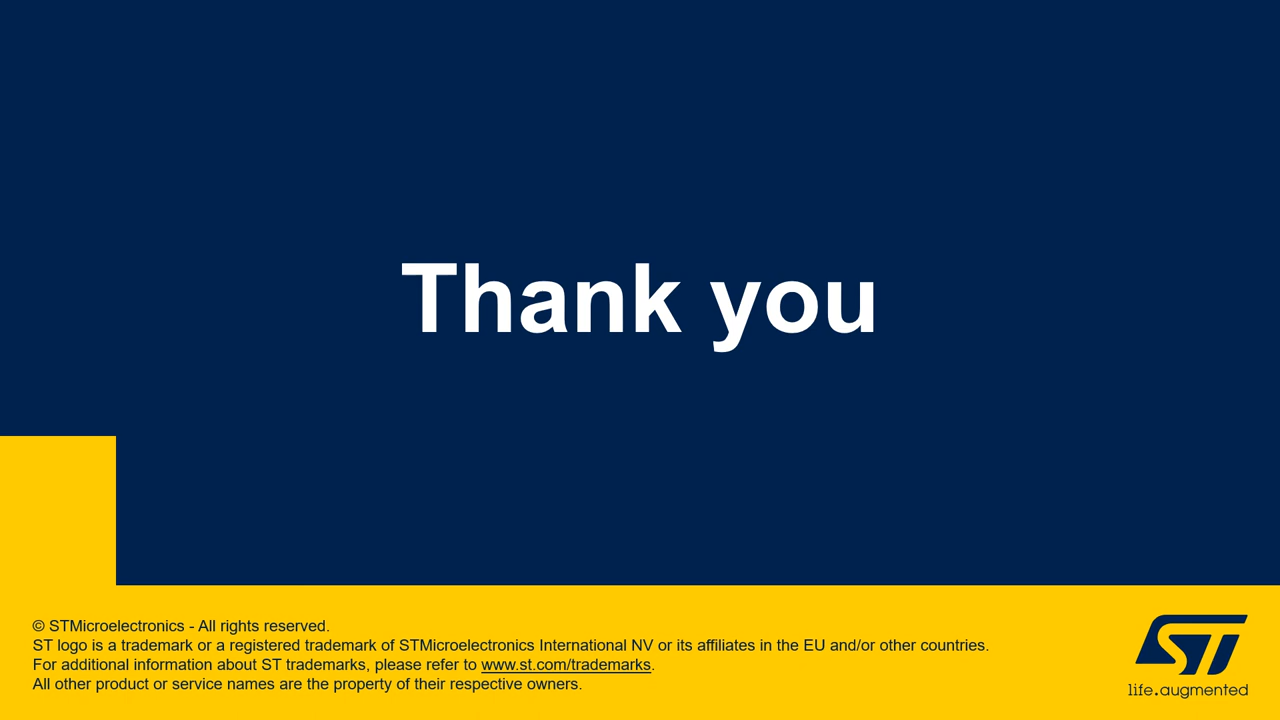 Thank you
© STMicroelectronics - All rights reserved.
ST logo is a trademark or a registered trademark of STMicroelectronics International NV or its affiliates in the EU and/or other countries.
For additional information about ST trademarks, please refer to www.st.com/trademarks.
All other product or service names are the property of their respective owners.
ST
life.augmented